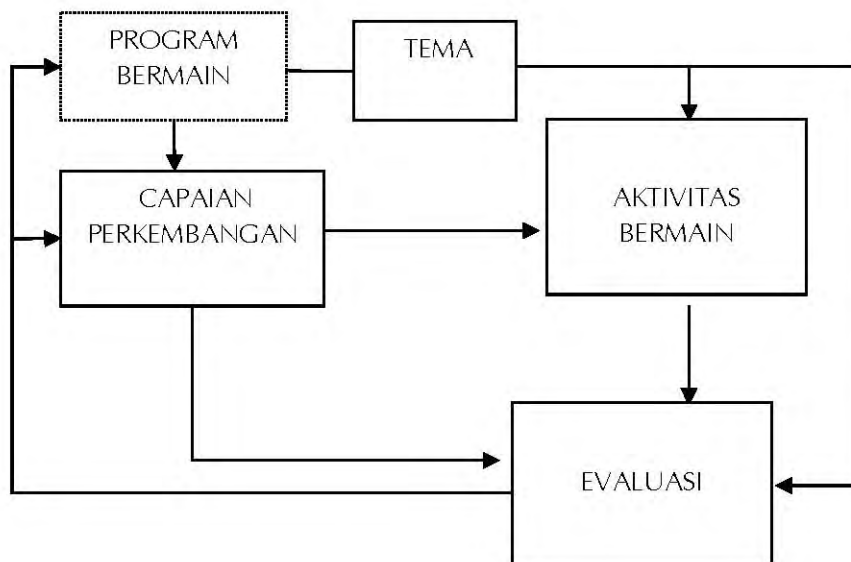 PROGRAM
BERMAIN
TEMA
CAPAIAN
PERKEMBANGAN
AKTIVITAS
BERMAIN
EVALUASI